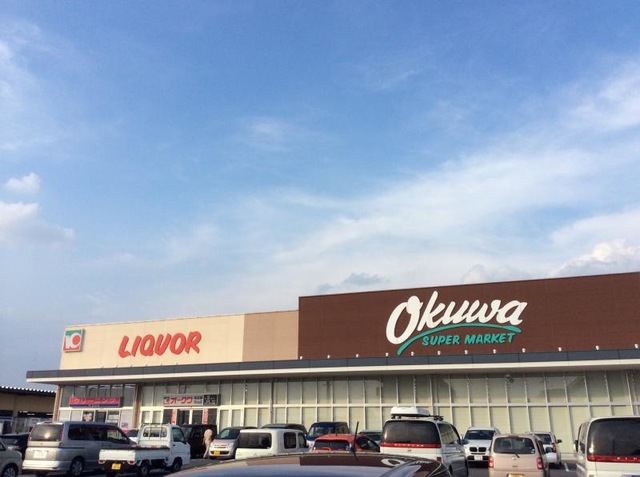 LIQUOR
Okuwa
SUPER MARKET
オークワ